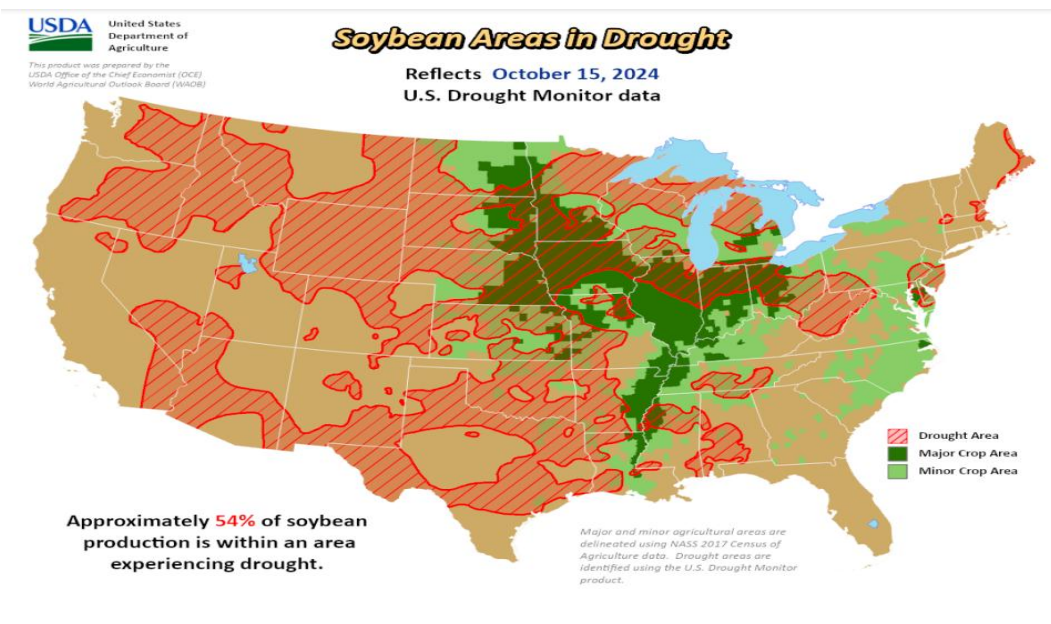 USDA
United States
Department of
Agriculture
This product was prepared by the
USDA Office of the Chief Economist (OCE)
World Agricultural Outlook Board (WAOB)
Soybean Areas in Drought
Reflects October 15, 2024
U.S. Drought Monitor data
Drought Area
Major Crop Area
Minor Crop Area
Approximately 54% of soybean
production is within an area
experiencing drought.
Major and minor agricultural areas are
delineated using NASS 2017 Census of
Agriculture data. Drought areas are
identified using the U.S. Drought Monitor
product.